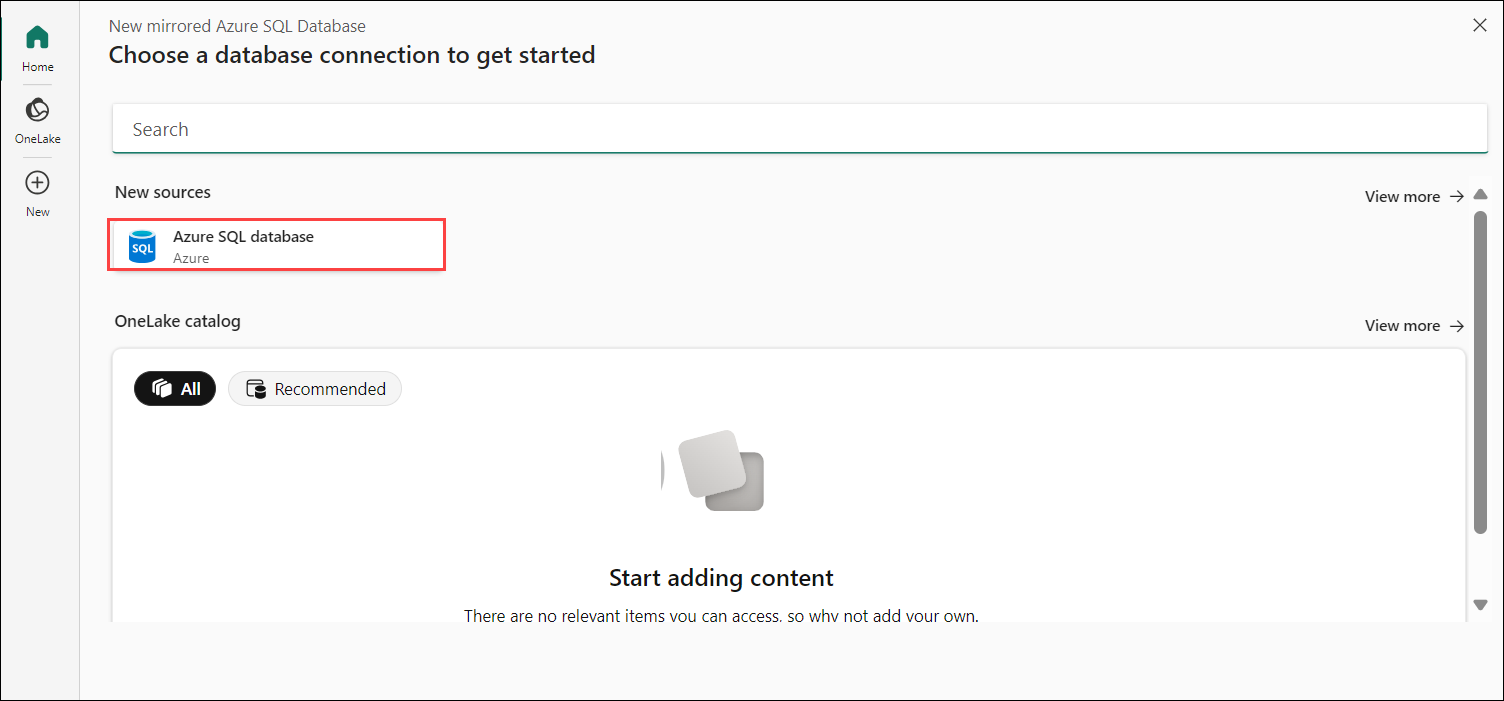 New mirrored Azure SQL Database
Choose a database connection to get started
Home
OneLake
New
Search
New sources
View more
SQL
Azure SQL database
Azure
OneLake catalog
View more
All
Recommended
Start adding content
There are no relevant items you can access, so why not add your own.